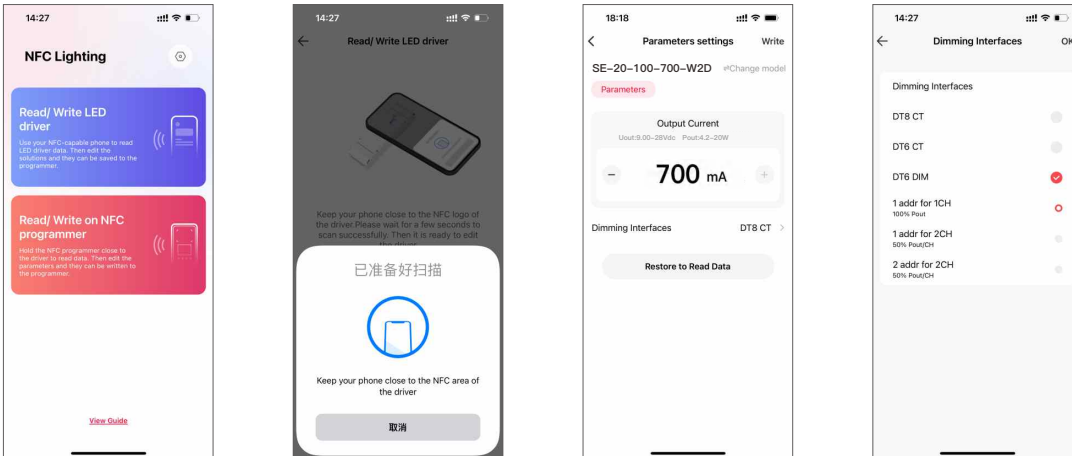 14:27
NFC Lighting
Read/ Write LED
driver
Use your NFC-capable phone to read
LED driver data. Then edit the
solutions and they can be saved to the
programmer.
Read/ Write on NFC
programmer
Hold the NFC programmer close to
the driver to read data. Then edit the
parameters and they can be written to
the programmer.
View Guide
14:27
Read/ Write LED driver
Keep your phone close to the NFC logo of
the driver.Please wait for a few seconds to
scan successfully. Then it is ready to edit
the driver.
已准备好扫描
Keep your phone close to the NFC area of
the driver
取消
18:18
Parameters settings Write
SE-20-100-700-W2D Change model
Parameters
Output Current
Uout:9.00-28Vdc Pout:4.2-20W
- 700 mA +
Dimming Interfaces DT8 CT >
Restore to Read Data
14:27
Dimming Interfaces OK
Dimming Interfaces
DT8 CT
DT6 CT
DT6 DIM
1 addr for 1CH
100% Pout
1 addr for 2CH
50% Pout/CH
2 addr for 2CH
50% Pout/CH